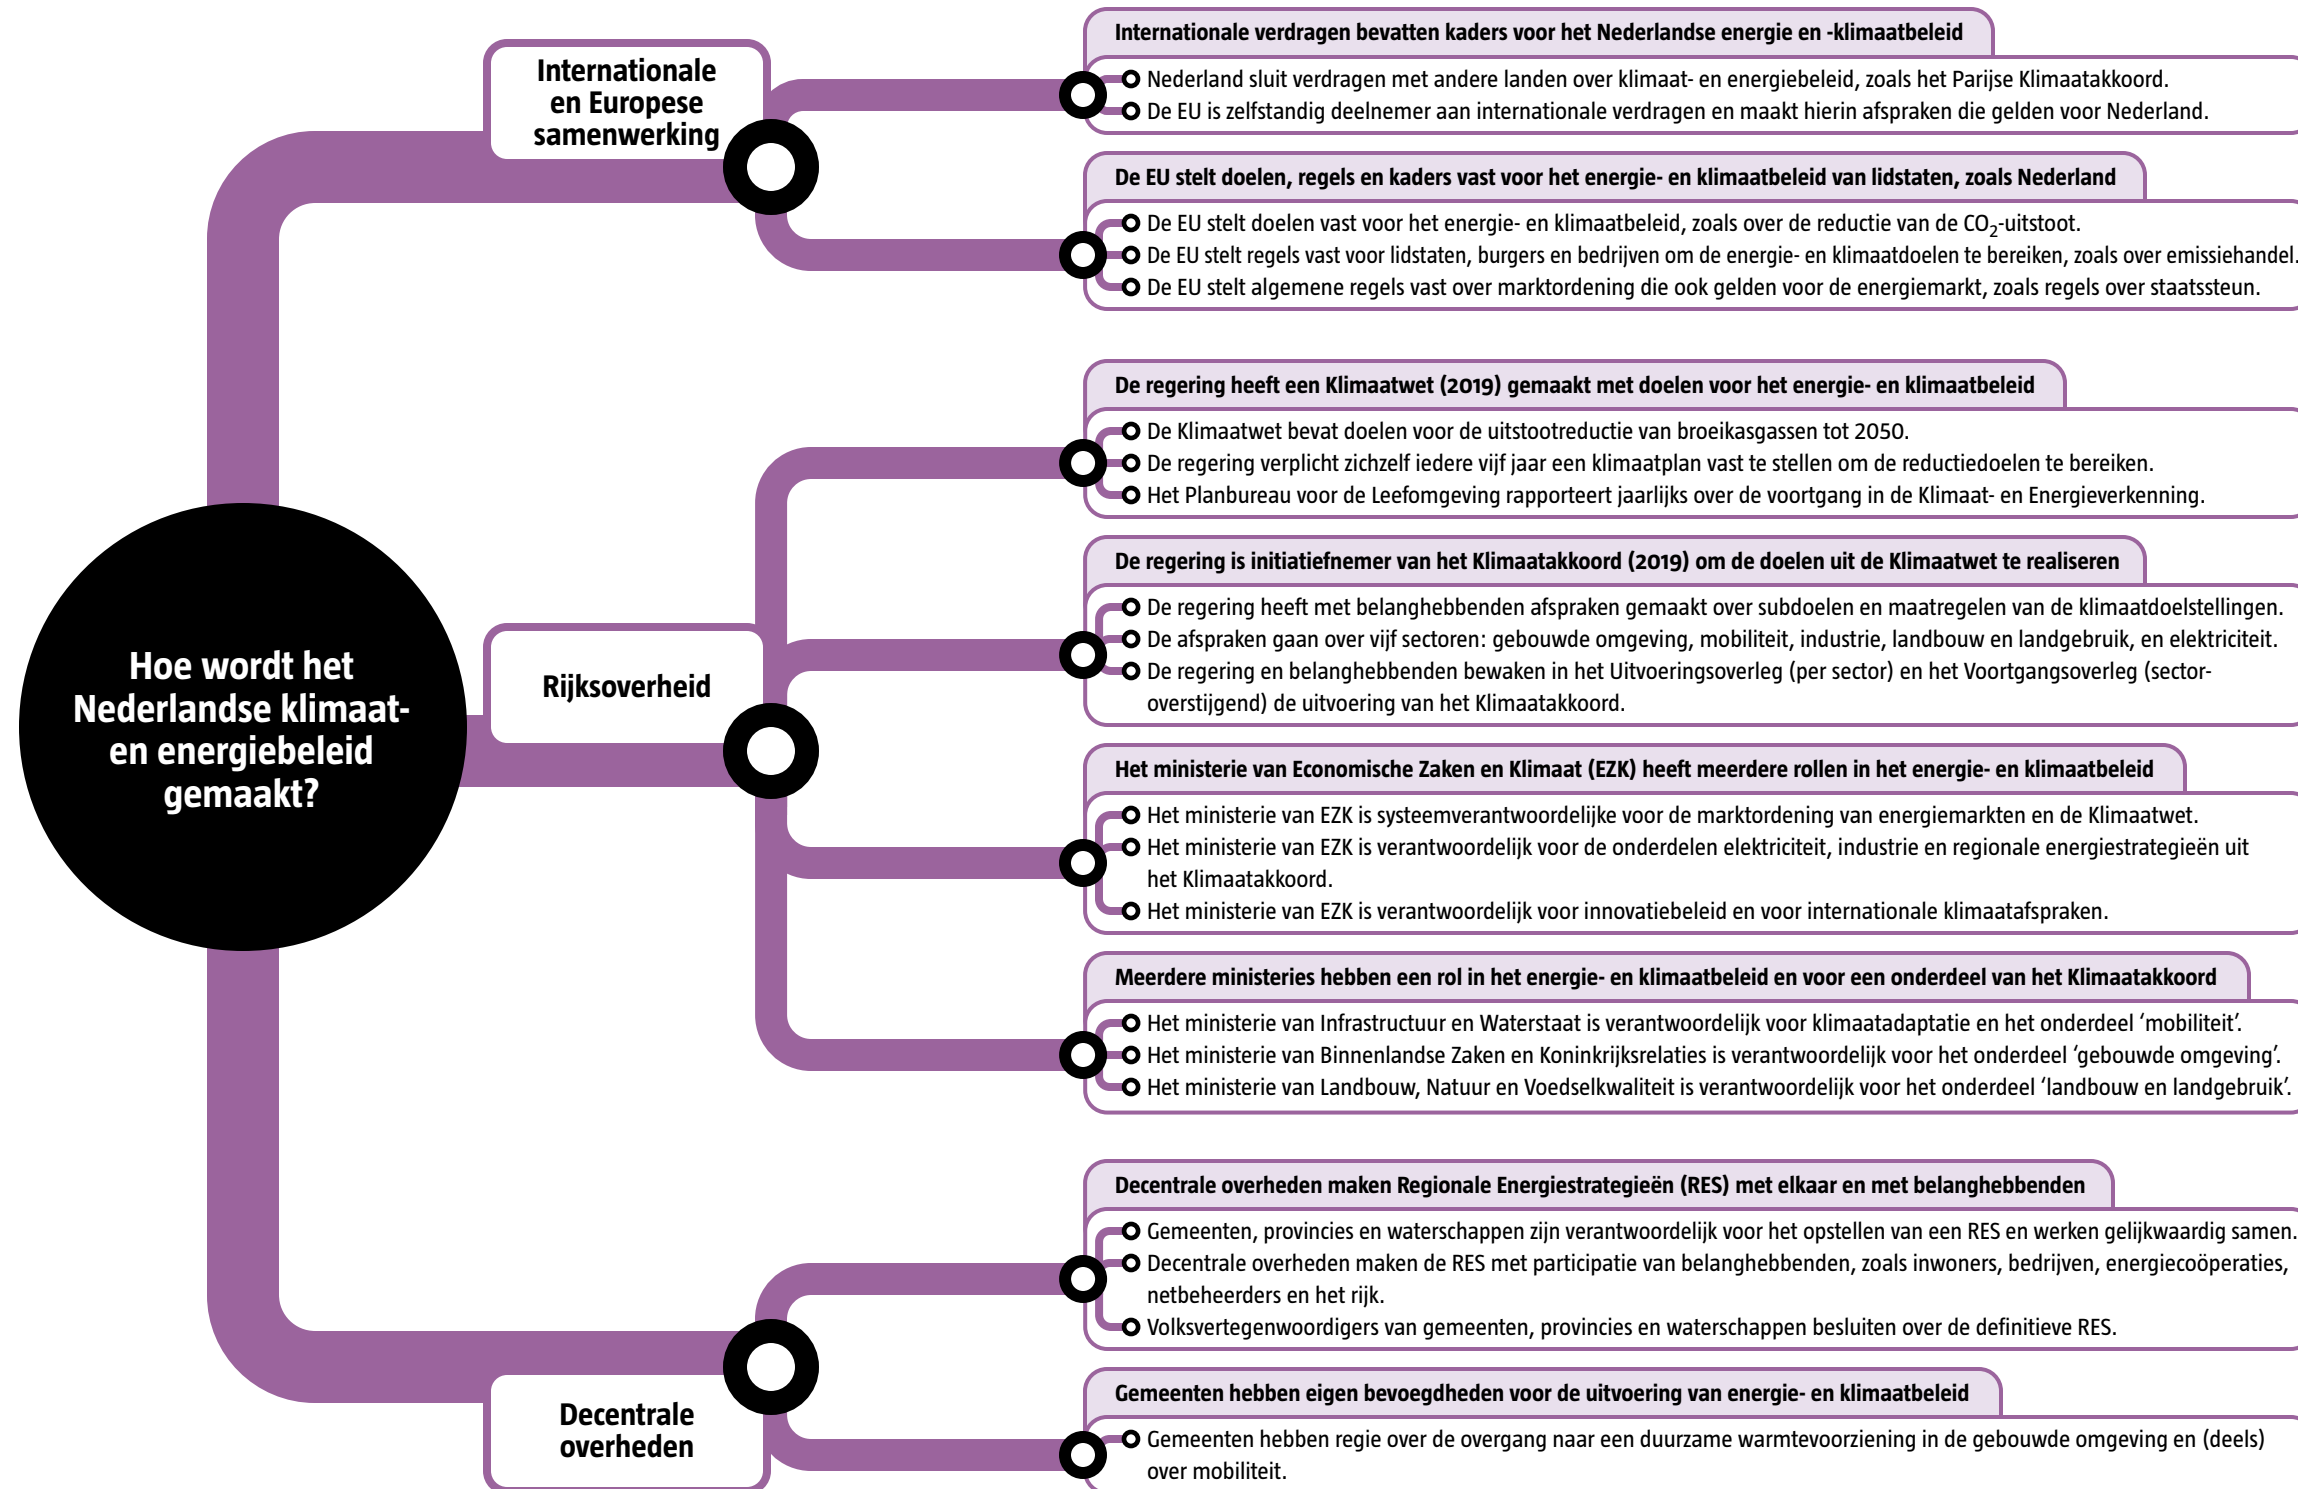 Hoe wordt het
Nederlandse klimaat-
en energiebeleid
gemaakt?
Internationale
en Europese
samenwerking
Internationale verdragen bevatten kaders voor het Nederlandse energie en -klimaatbeleid
Nederland sluit verdragen met andere landen over klimaat- en energiebeleid, zoals het Parijse Klimaatakkoord.
De EU is zelfstandig deelnemer aan internationale verdragen en maakt hierin afspraken die gelden voor Nederland.
De EU stelt doelen, regels en kaders vast voor het energie- en klimaatbeleid van lidstaten, zoals Nederland
De EU stelt doelen vast voor het energie- en klimaatbeleid, zoals over de reductie van de CO₂-uitstoot.
De EU stelt regels vast voor lidstaten, burgers en bedrijven om de energie- en klimaatdoelen te bereiken, zoals over emissiehandel.
De EU stelt algemene regels vast over marktordening die ook gelden voor de energiemarkt, zoals regels over staatssteun.
Rijksoverheid
De regering heeft een Klimaatwet (2019) gemaakt met doelen voor het energie- en klimaatbeleid
De Klimaatwet bevat doelen voor de uitstootreductie van broeikasgassen tot 2050.
De regering verplicht zichzelf iedere vijf jaar een klimaatplan vast te stellen om de reductiedoelen te bereiken.
Het Planbureau voor de Leefomgeving rapporteert jaarlijks over de voortgang in de Klimaat- en Energieverkenning.
De regering is initiatiefnemer van het Klimaatakkoord (2019) om de doelen uit de Klimaatwet te realiseren
De regering heeft met belanghebbenden afspraken gemaakt over subdoelen en maatregelen van de klimaatdoelstellingen.
De afspraken gaan over vijf sectoren: gebouwde omgeving, mobiliteit, industrie, landbouw en landgebruik, en elektriciteit.
De regering en belanghebbenden bewaken in het Uitvoeringsoverleg (per sector) en het Voortgangsoverleg (sector-
overstijgend) de uitvoering van het Klimaatakkoord.
Het ministerie van Economische Zaken en Klimaat (EZK) heeft meerdere rollen in het energie- en klimaatbeleid
Het ministerie van EZK is systeemverantwoordelijke voor de marktordening van energiemarkten en de Klimaatwet.
Het ministerie van EZK is verantwoordelijk voor de onderdelen elektriciteit, industrie en regionale energiestrategieën uit
het Klimaatakkoord.
Het ministerie van EZK is verantwoordelijk voor innovatiebeleid en voor internationale klimaatafspraken.
Meerdere ministeries hebben een rol in het energie- en klimaatbeleid en voor een onderdeel van het Klimaatakkoord
Het ministerie van Infrastructuur en Waterstaat is verantwoordelijk voor klimaatadaptatie en het onderdeel ‘mobiliteit’.
Het ministerie van Binnenlandse Zaken en Koninkrijksrelaties is verantwoordelijk voor het onderdeel ‘gebouwde omgeving’.
Het ministerie van Landbouw, Natuur en Voedselkwaliteit is verantwoordelijk voor het onderdeel ‘landbouw en landgebruik’.
Decentrale
overheden
Decentrale overheden maken Regionale Energiestrategieën (RES) met elkaar en met belanghebbenden
Gemeenten, provincies en waterschappen zijn verantwoordelijk voor het opstellen van een RES en werken gelijkwaardig samen.
Decentrale overheden maken de RES met participatie van belanghebbenden, zoals inwoners, bedrijven, energiecoöperaties,
netbeheerders en het rijk.
Volksvertegenwoordigers van gemeenten, provincies en waterschappen besluiten over de definitieve RES.
Gemeenten hebben eigen bevoegdheden voor de uitvoering van energie- en klimaatbeleid
Gemeenten hebben regie over de overgang naar een duurzame warmtevoorziening in de gebouwde omgeving en (deels)
over mobiliteit.